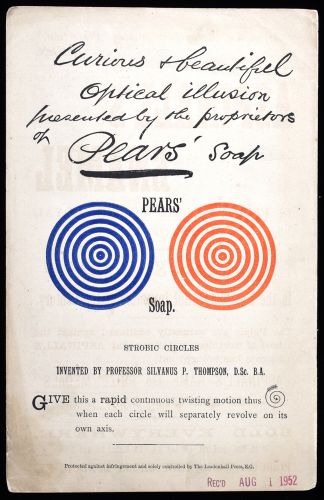 Curious & beautiful
Optical illusion
presented by the proprietors
of Pears' Soap
PEARS'
Soap.
STROBIC CIRCLES
INVENTED BY PROFESSOR SILVANUS P. THOMPSON, D.Sc. B.A.
GIVE this a rapid continuous twisting motion thus
when each circle will separately revolve on its
own axis.
Protected against infringement and solely controlled by The Leadenhall Press, E.C.
REC'D AUG 1 1952